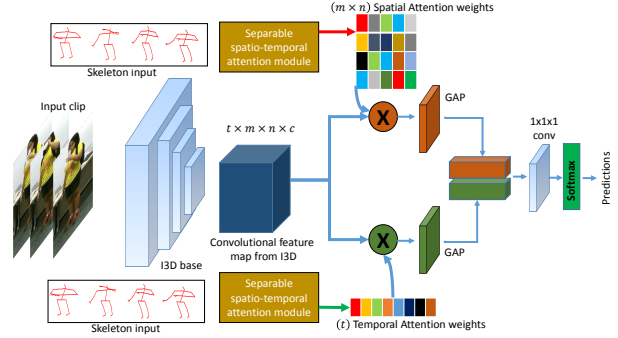 (m × n) Spatial Attention weights
Separable
spatio-temporal
attention module
Skeleton input
GAP
Input clip
t × m × n × c
X
1x1x1
conv
Softmax
Predictions
X
I3D base
Convolutional feature
map from I3D
GAP
Separable
spatio-temporal
attention module
Skeleton input
(t) Temporal Attention weights